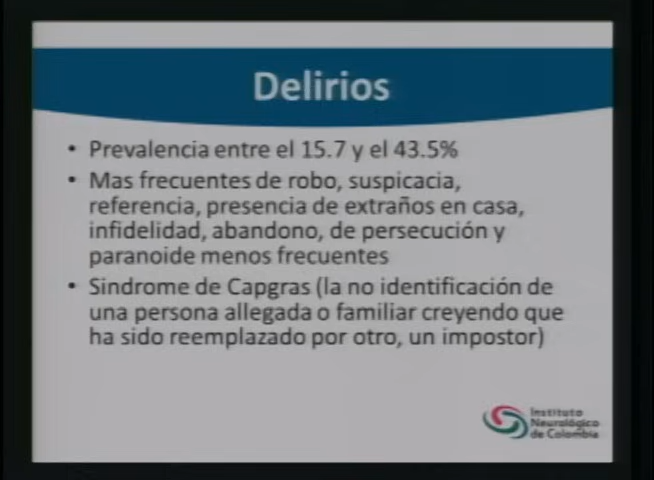 Delirios
• Prevalencia entre el 15.7 y el 43.5%
• Mas frecuentes de robo, suspicacia,
referencia, presencia de extraños en casa,
infidelidad, abandono, de persecución y
paranoide menos frecuentes
• Sindrome de Capgras (la no identificación de
una persona allegada o familiar creyendo que
ha sido reemplazado por otro, un impostor)
Instituto
Neurológico
de Colombia